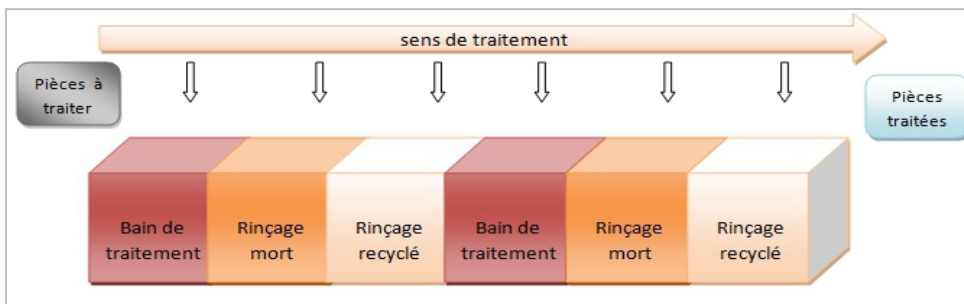 sens de traitement
Pièces à
traiter
Pièces
traitées
Bain de
traitement
Rinçage
mort
Rinçage
recyclé
Bain de
traitement
Rinçage
mort
Rinçage
recyclé